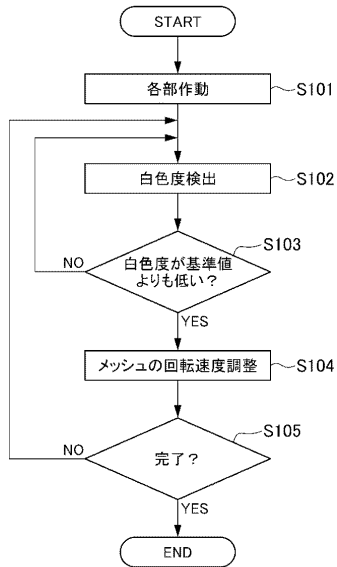 START
各部作動
S101
白色度検出
S102
S103
白色度が基準値
よりも低い？
NO
YES
メッシュの回転速度調整
S104
S105
完了？
NO
YES
END